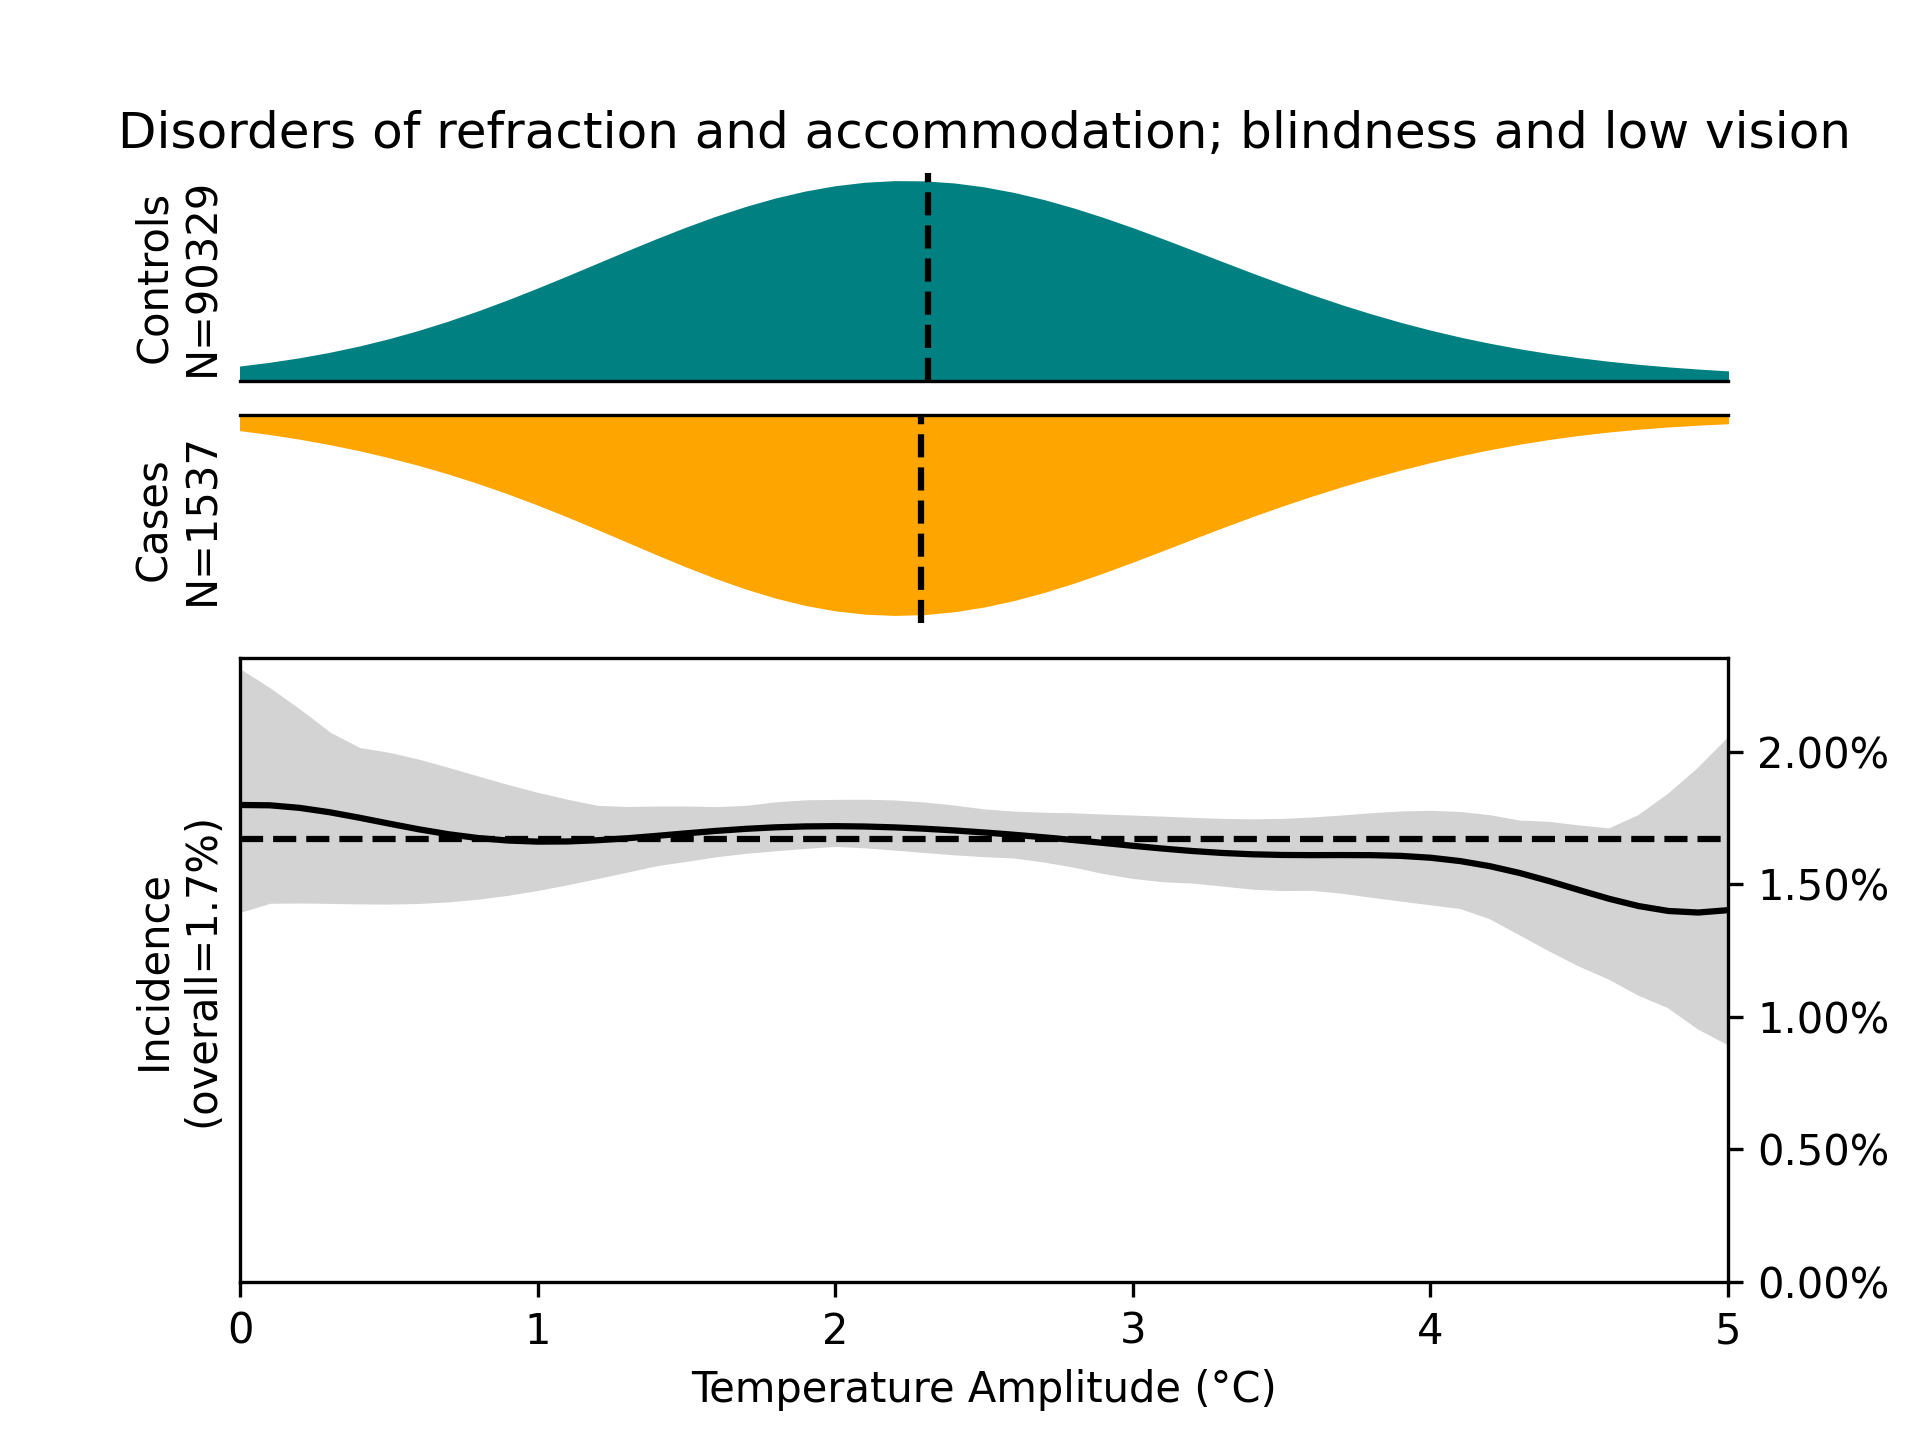 Disorders of refraction and accommodation; blindness and low vision
Controls
N=90329
Cases
N=1537
Incidence
(overall=1.7%)
2.00%
1.50%
1.00%
0.50%
0.00%
0 1 2 3 4 5
Temperature Amplitude (°C)